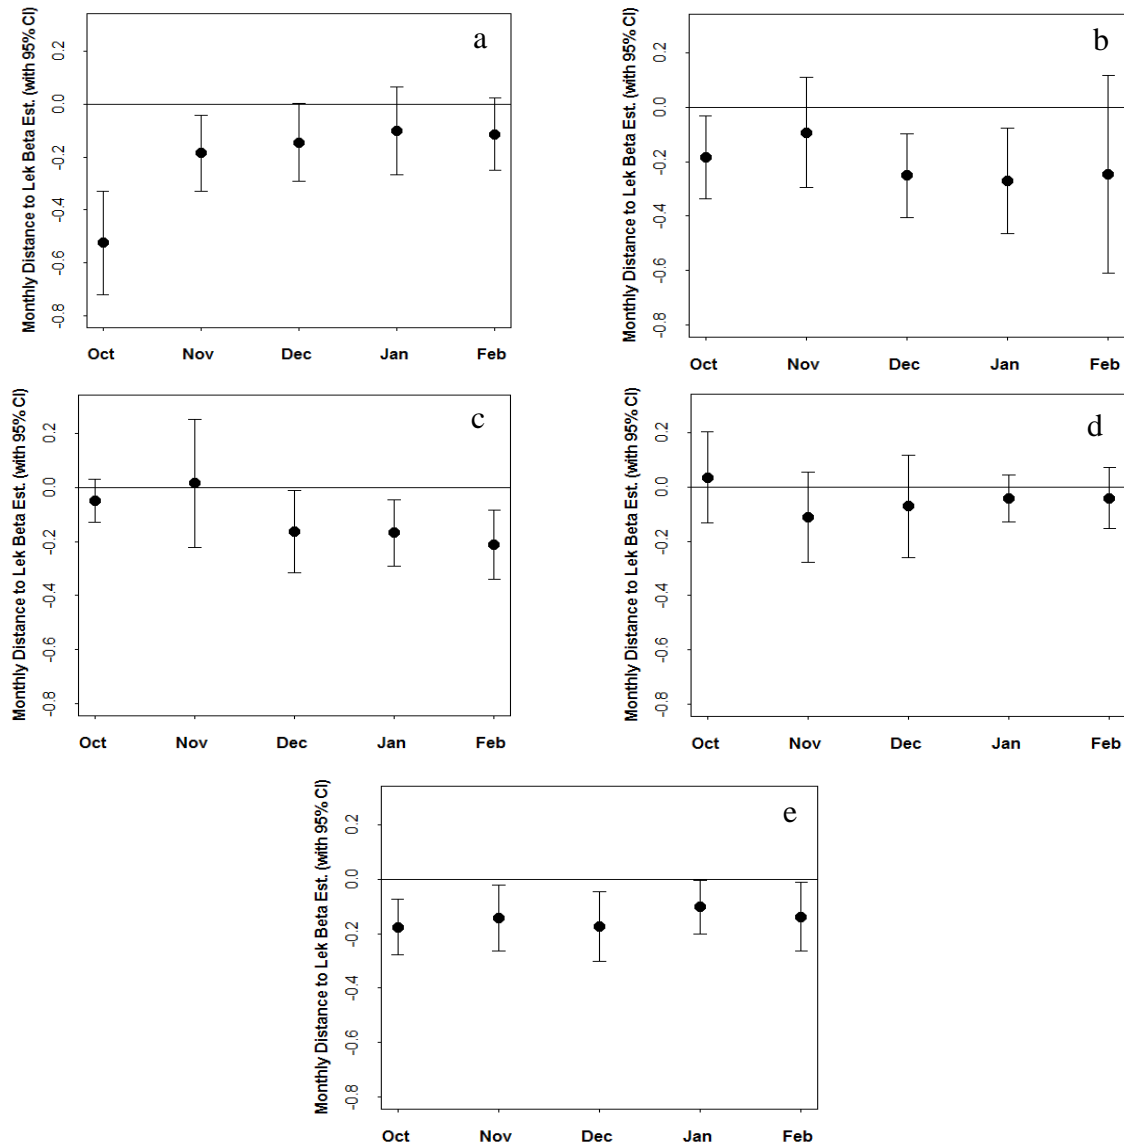 a
Monthly Distance to Lek Beta Est. (with 95% CI)
0.2
0.0
-0.2
-0.4
-0.6
-0.8
Oct Nov Dec Jan Feb
b
Monthly Distance to Lek Beta Est. (with 95% CI)
0.2
0.0
-0.2
-0.4
-0.6
-0.8
Oct Nov Dec Jan Feb
c
Monthly Distance to Lek Beta Est. (with 95% CI)
0.2
0.0
-0.2
-0.4
-0.6
-0.8
Oct Nov Dec Jan Feb
d
Monthly Distance to Lek Beta Est. (with 95% CI)
0.2
0.0
-0.2
-0.4
-0.6
-0.8
Oct Nov Dec Jan Feb
e
Monthly Distance to Lek Beta Est. (with 95% CI)
0.2
0.0
-0.2
-0.4
-0.6
-0.8
Oct Nov Dec Jan Feb